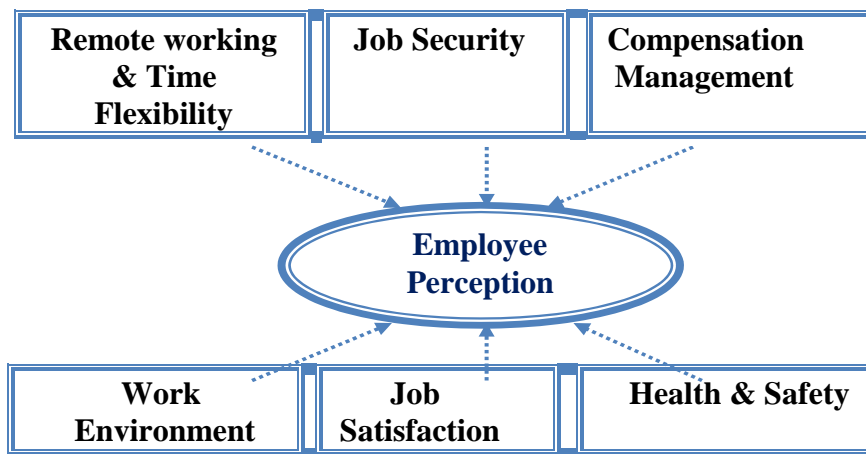 Remote working
& Time
Flexibility
Job Security
Compensation
Management
Employee
Perception
Work
Environment
Job
Satisfaction
Health & Safety